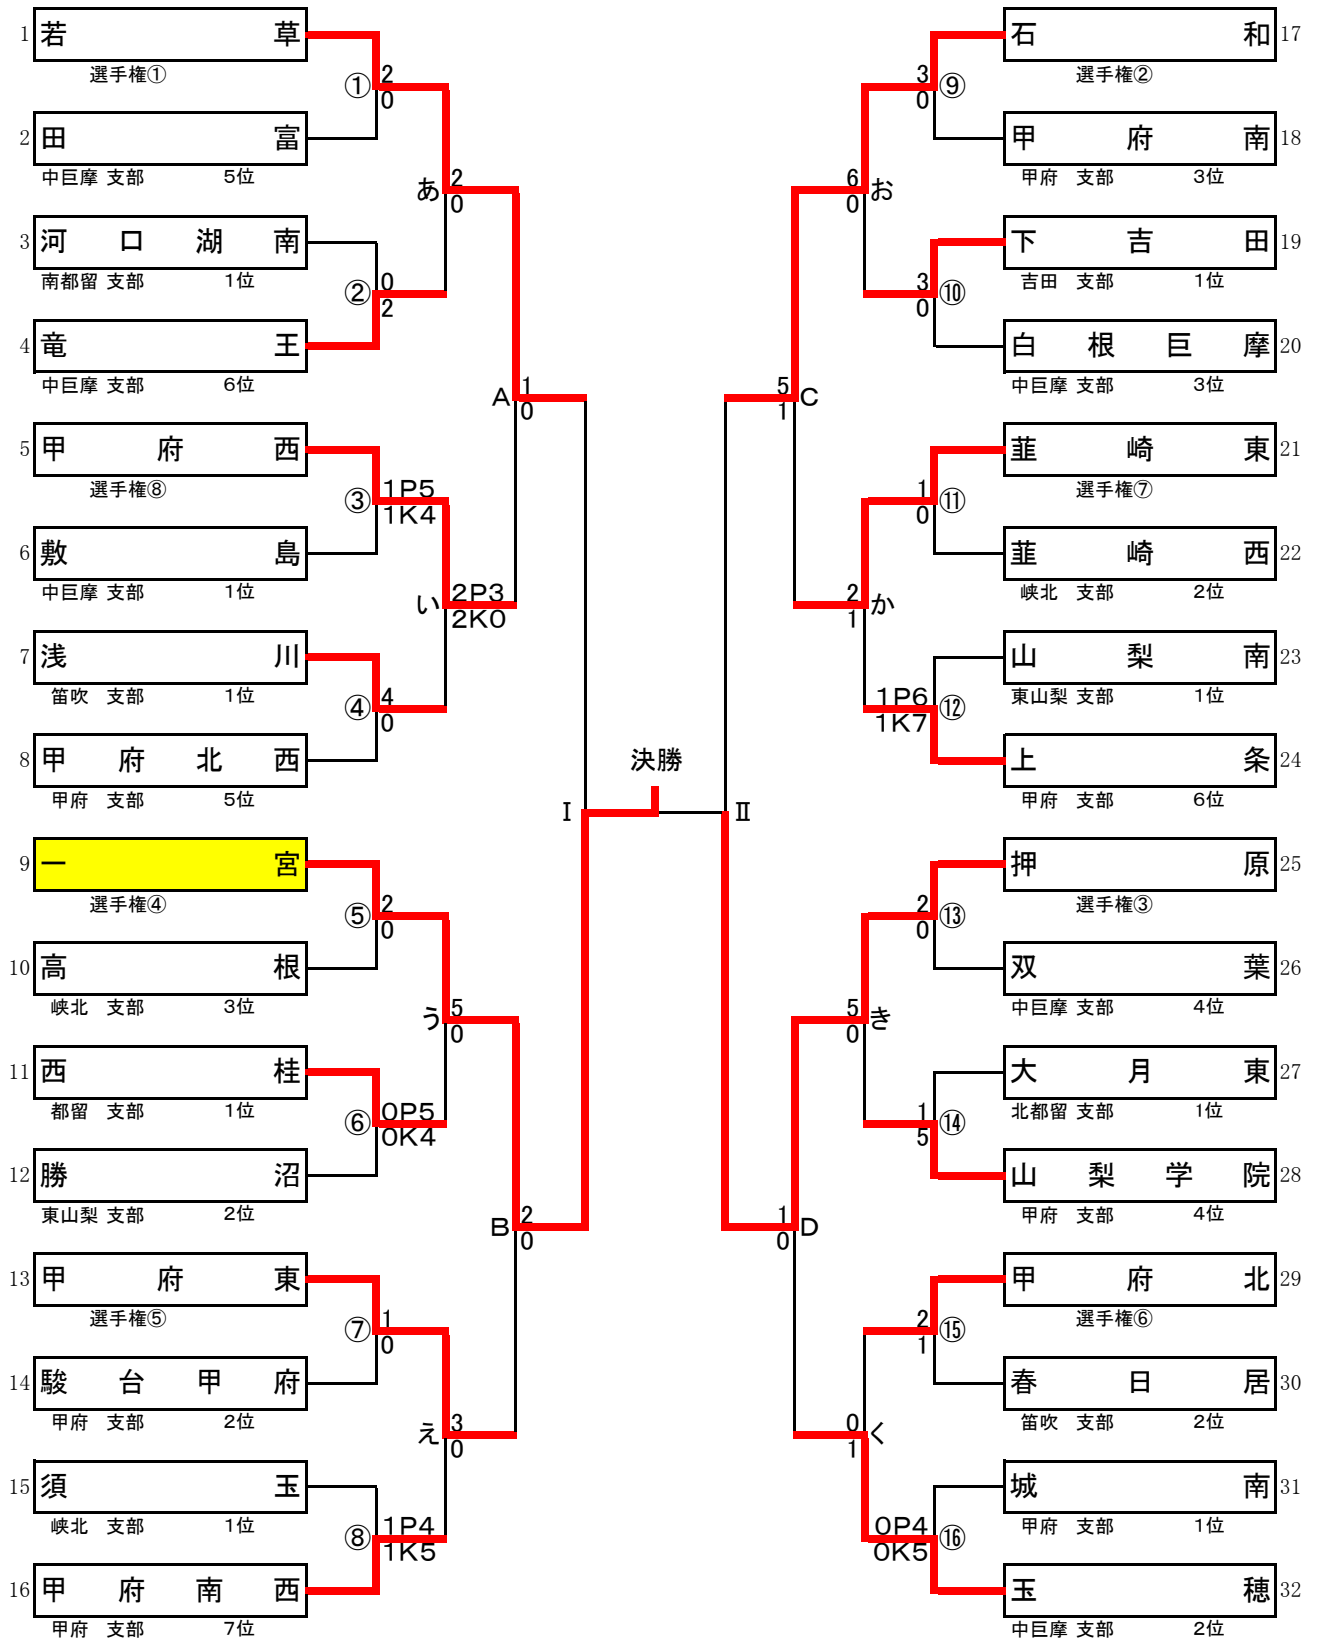 1 若草
選手権①
① 2
0
2 田富
中巨摩 支部 5位
あ 2
0
3 河口湖南
南都留 支部 1位
② 0
2
4 竜王
中巨摩 支部 6位
A 1
0
5 甲府西
選手権⑧
③ 1P5
1K4
6 敷島
中巨摩 支部 1位
い 2P3
2K0
7 浅川
笛吹 支部 1位
④ 4
0
8 甲府北西
甲府 支部 5位
決勝
Ⅰ
9 一宮
選手権④
⑤ 2
0
10 高根
峡北 支部 3位
う 5
0
11 西桂
都留 支部 1位
⑥ 0P5
0K4
12 勝沼
東山梨 支部 2位
B 2
0
13 甲府東
選手権⑤
⑦ 1
0
14 駿台甲府
甲府 支部 2位
え 3
0
15 須玉
峡北 支部 1位
⑧ 1P4
1K5
16 甲府南西
甲府 支部 7位
石和 17
選手権②
3 ⑨
0
甲府南 18
甲府 支部 3位
6 お
0
下吉田 19
吉田 支部 1位
3 ⑩
0
白根巨摩 20
中巨摩 支部 3位
5 C
1
韮崎東 21
選手権⑦
1 ⑪
0
韮崎西 22
峡北 支部 2位
2 か
1
山梨南 23
東山梨 支部 1位
1P6 ⑫
1K7
上条 24
甲府 支部 6位
Ⅱ
押原 25
選手権③
2 ⑬
0
双葉 26
中巨摩 支部 4位
5 き
0
大月東 27
北都留 支部 1位
1 ⑭
5
山梨学院 28
甲府 支部 4位
1 D
0
甲府北 29
選手権⑥
2 ⑮
1
春日居 30
笛吹 支部 2位
0 く
1
城南 31
甲府 支部 1位
0P4 ⑯
0K5
玉穂 32
中巨摩 支部 2位